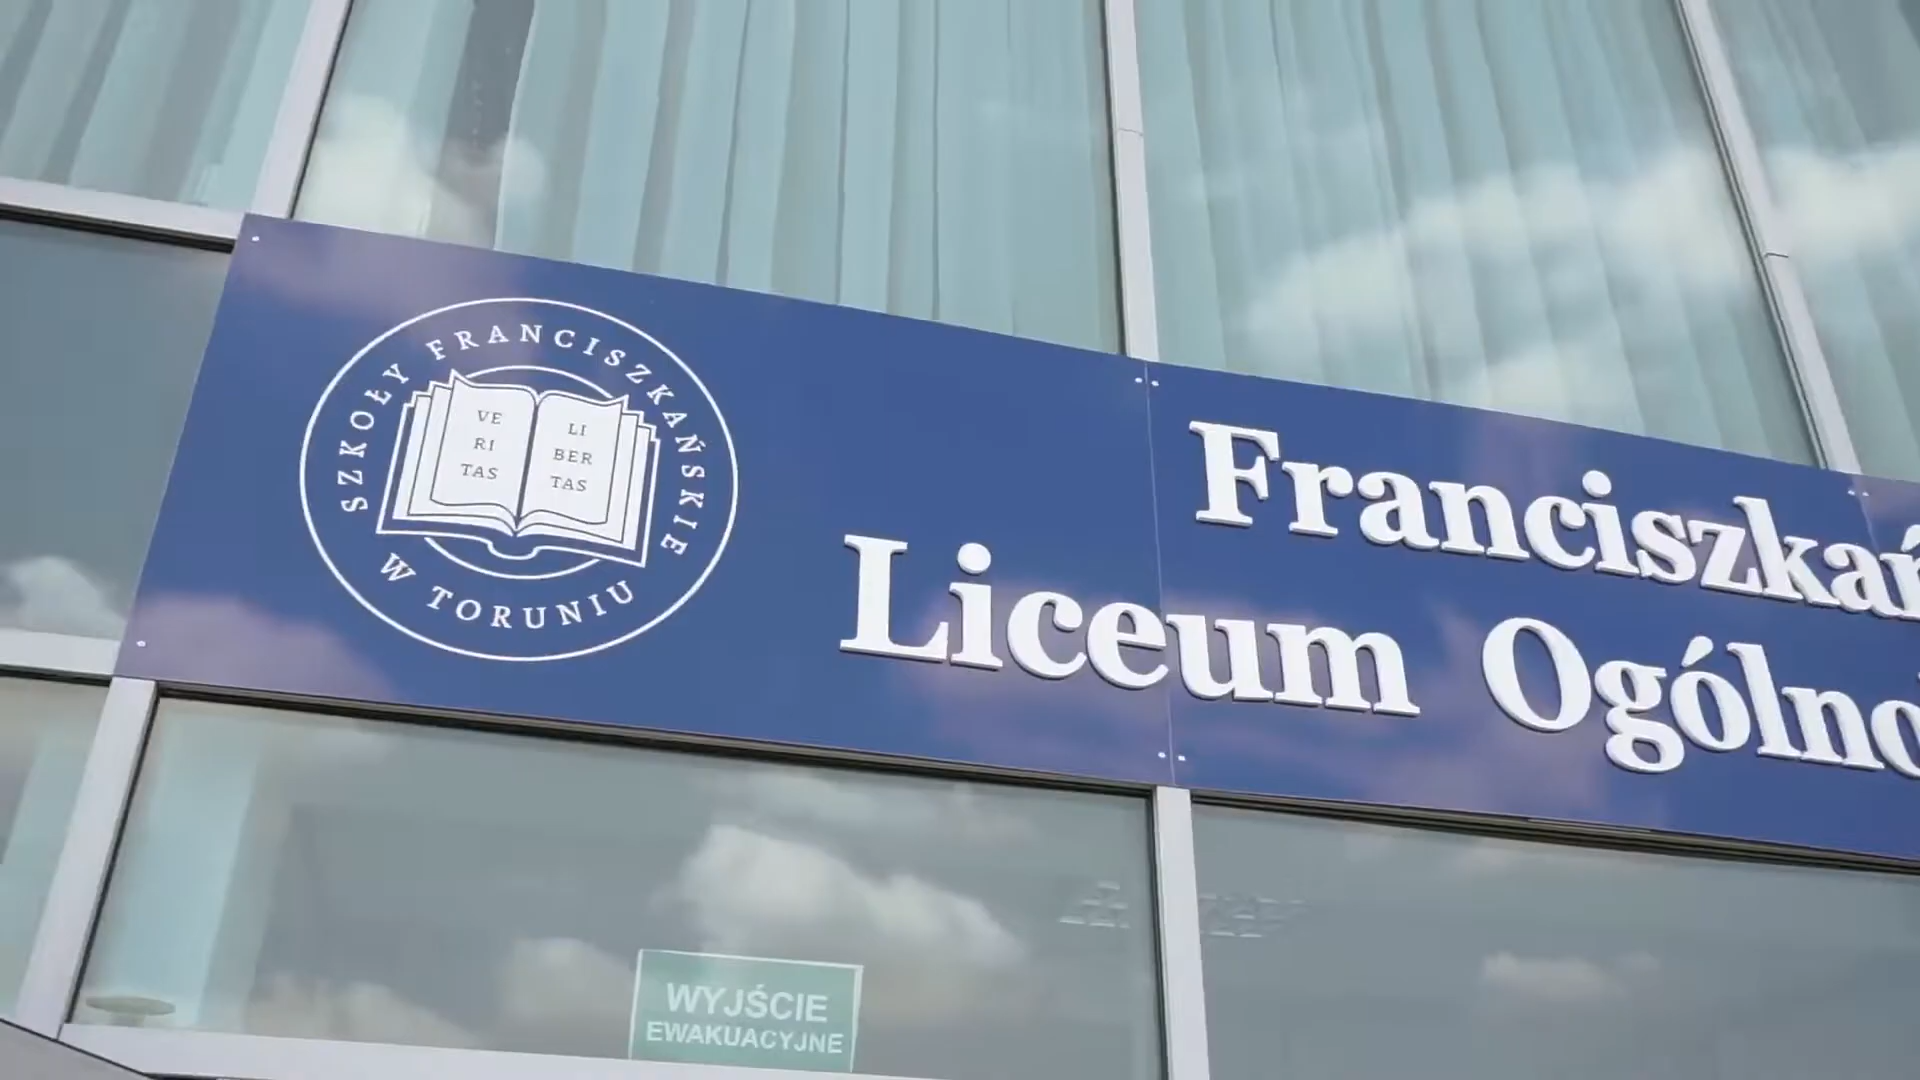 SZKOŁY FRANCISZKAŃSKIE
W TORUNIU
VE
RI
TAS
LI
BER
TAS
Franciszkań
Liceum Ogólno
WYJŚCIE
EWAKUACYJNE